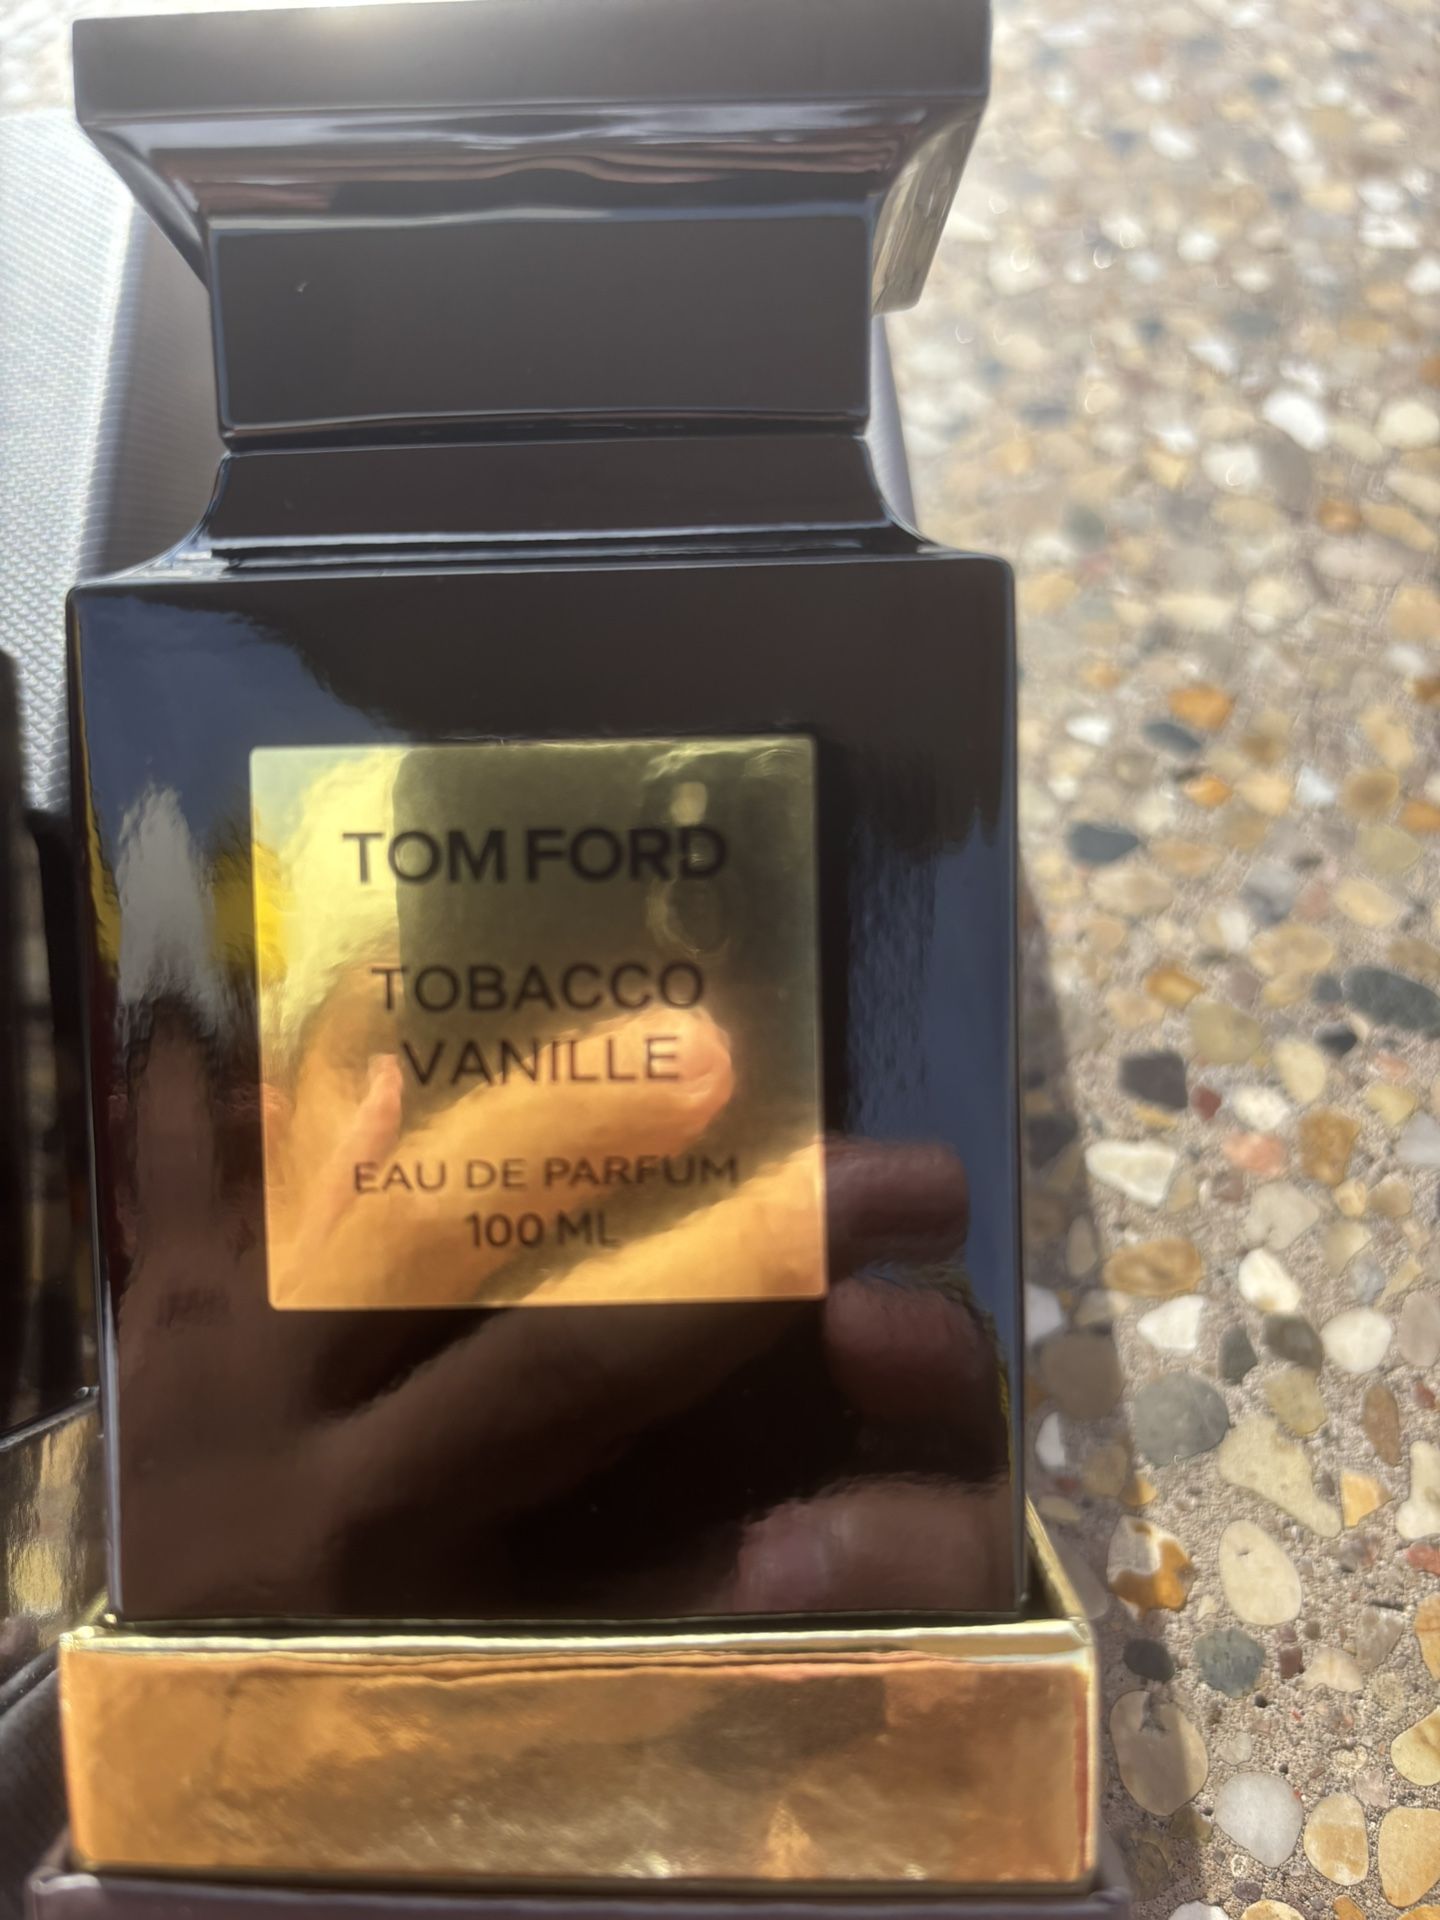 TOM FORD
TOBACCO
VANILLE
EAU DE PARFUM
100 ML